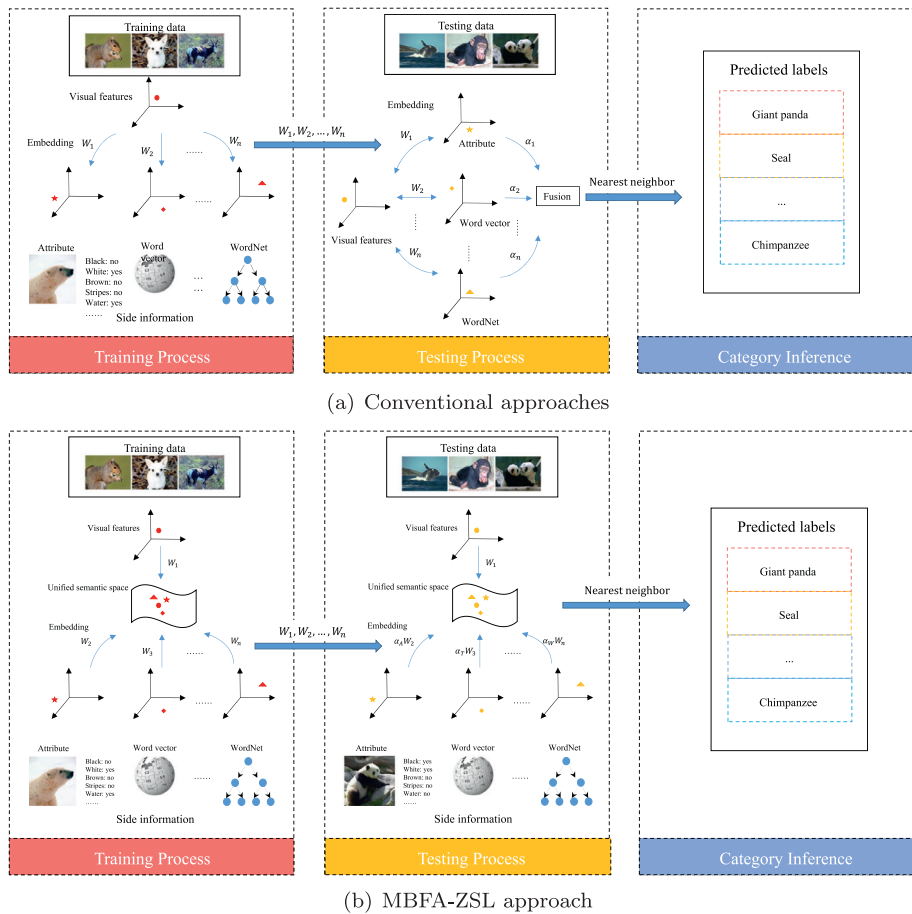 Training data
Visual features
Embedding
W₁
W₂
......
Wₙ
Attribute
Black: no
White: yes
Brown: no
Stripes: no
Water: yes
......
Word vector
...
...
WordNet
Side information
Training Process
W₁, W₂, ..., Wₙ
Testing data
Embedding
W₁
Attribute
α₁
W₂
α₂
Fusion
Word vector
Visual features
Wₙ
αₙ
WordNet
Testing Process
Nearest neighbor
Predicted labels
Giant panda
Seal
...
Chimpanzee
Category Inference
(a) Conventional approaches
Training data
Visual features
W₁
Unified semantic space
Embedding
W₂
W₃
......
Wₙ
......
Attribute
Black: no
White: yes
Brown: no
Stripes: no
Water: yes
......
Word vector
......
WordNet
Side information
Training Process
W₁, W₂, ..., Wₙ
Testing data
Visual features
W₁
Unified semantic space
Embedding
α_A W₂
α_T W₃
......
α_W Wₙ
......
Attribute
Black: yes
White: yes
Brown: no
Stripes: no
Water: no
......
Word vector
......
WordNet
Side information
Testing Process
Nearest neighbor
Predicted labels
Giant panda
Seal
...
Chimpanzee
Category Inference
(b) MBFA-ZSL approach